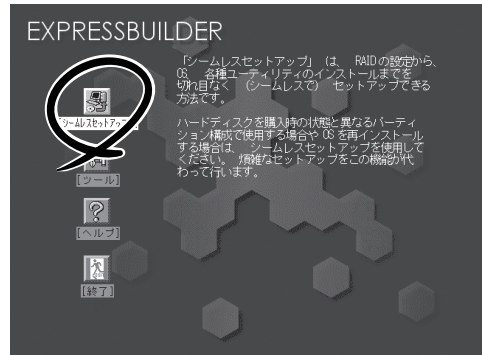 EXPRESSBUILDER
「シームレスセットアップ」 は、 RAIDの設定から、
OS、 各種ユーティリティのインストールまでを
切れ目なく (シームレスで) セットアップできる
方法です。
ハードディスクを購入時の状態と異なるパーティ
ション構成で使用する場合や OS を再インストール
する場合は、 シームレスセットアップを使用して
ください。 煩雑なセットアップをこの機能が代
わって行います。
[シームレスセットアップ]
[ツール]
[ヘルプ]
[終了]